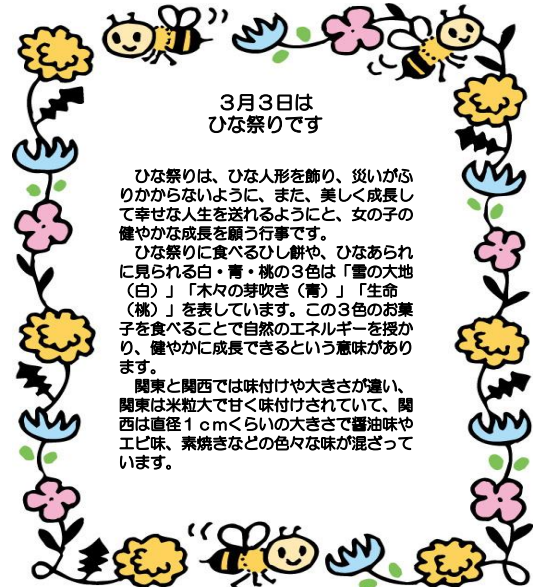 ３月３日は
ひな祭りです
　ひな祭りは、ひな人形を飾り、災いがふ
りかからないように、また、美しく成長し
て幸せな人生を送れるようにと、女の子の
健やかな成長を願う行事です。
　ひな祭りに食べるひし餅や、ひなあられ
に見られる白・青・桃の３色は「雪の大地
（白）」「木々の芽吹き（青）」「生命
（桃）」を表しています。この３色のお菓
子を食べることで自然のエネルギーを授か
り、健やかに成長できるという意味があり
ます。
　関東と関西では味付けや大きさが違い、
関東は米粒大で甘く味付けされていて、関
西は直径１ｃｍくらいの大きさで醤油味や
エビ味、素焼きなどの色々な味が混ざって
います。